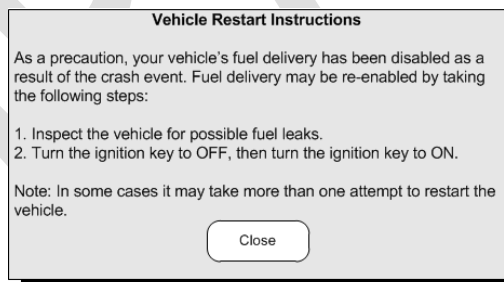 Vehicle Restart Instructions
As a precaution, your vehicle's fuel delivery has been disabled as a
result of the crash event. Fuel delivery may be re-enabled by taking
the following steps:
1. Inspect the vehicle for possible fuel leaks.
2. Turn the ignition key to OFF, then turn the ignition key to ON.
Note: In some cases it may take more than one attempt to restart the
vehicle.
Close